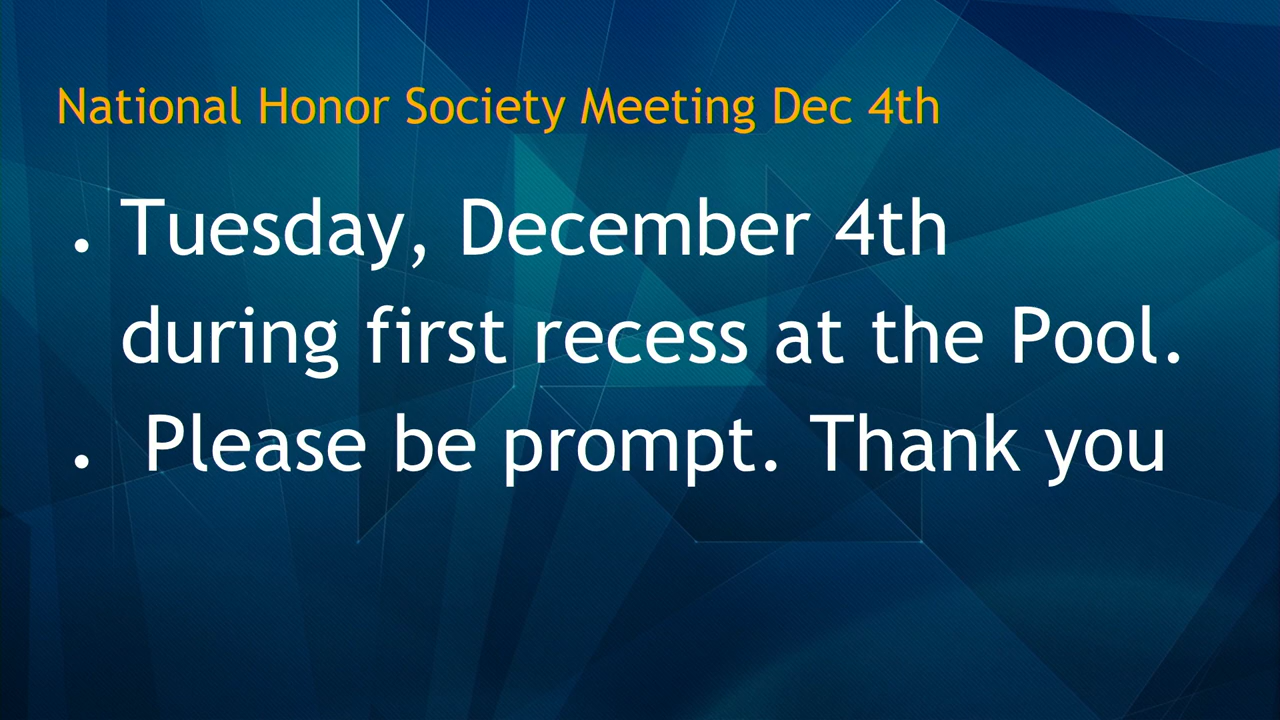 National Honor Society Meeting Dec 4th
. Tuesday, December 4th
during first recess at the Pool.
. Please be prompt. Thank you